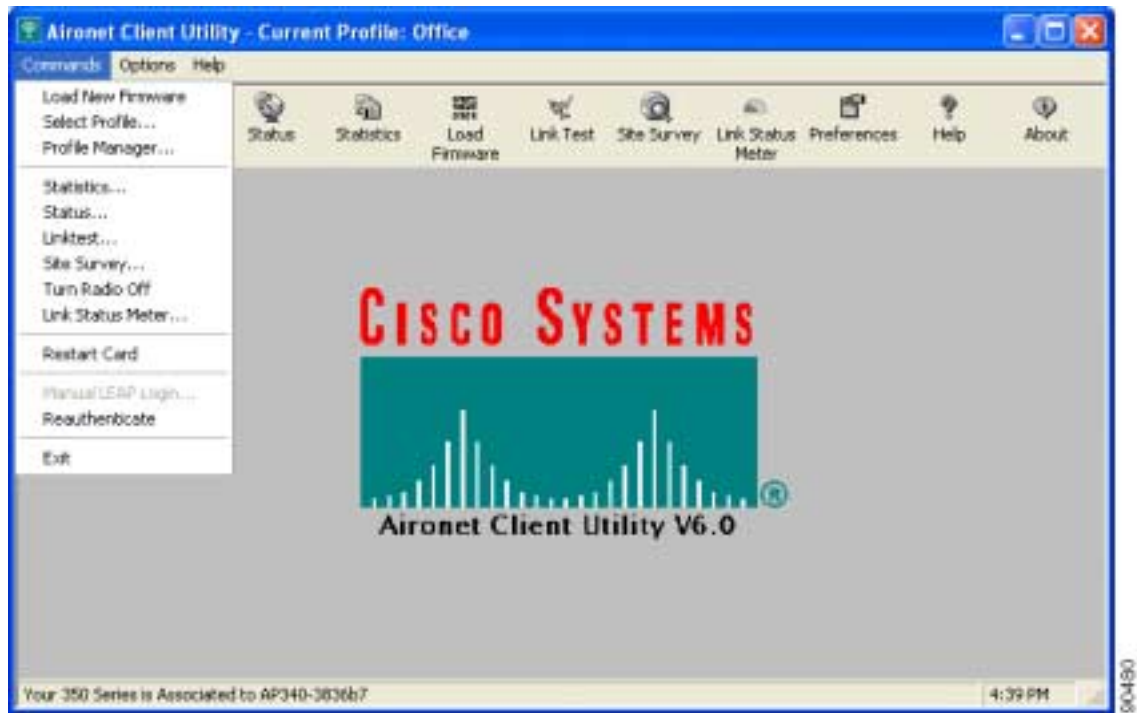 Aironet Client Utility - Current Profile: Office
Commands Options Help
Load New Firmware
Select Profile...
Profile Manager...
Statistics...
Status...
Linktest...
Site Survey...
Turn Radio Off
Link Status Meter...
Restart Card
Manual LEAP Login...
Reauthenticate
Exit
Status
Statistics
Load
Firmware
Link Test
Site Survey
Link Status
Meter
Preferences
Help
About
CISCO SYSTEMS
®
Aironet Client Utility V6.0
Your 350 Series is Associated to AP340-3836b7
4:39 PM
90480